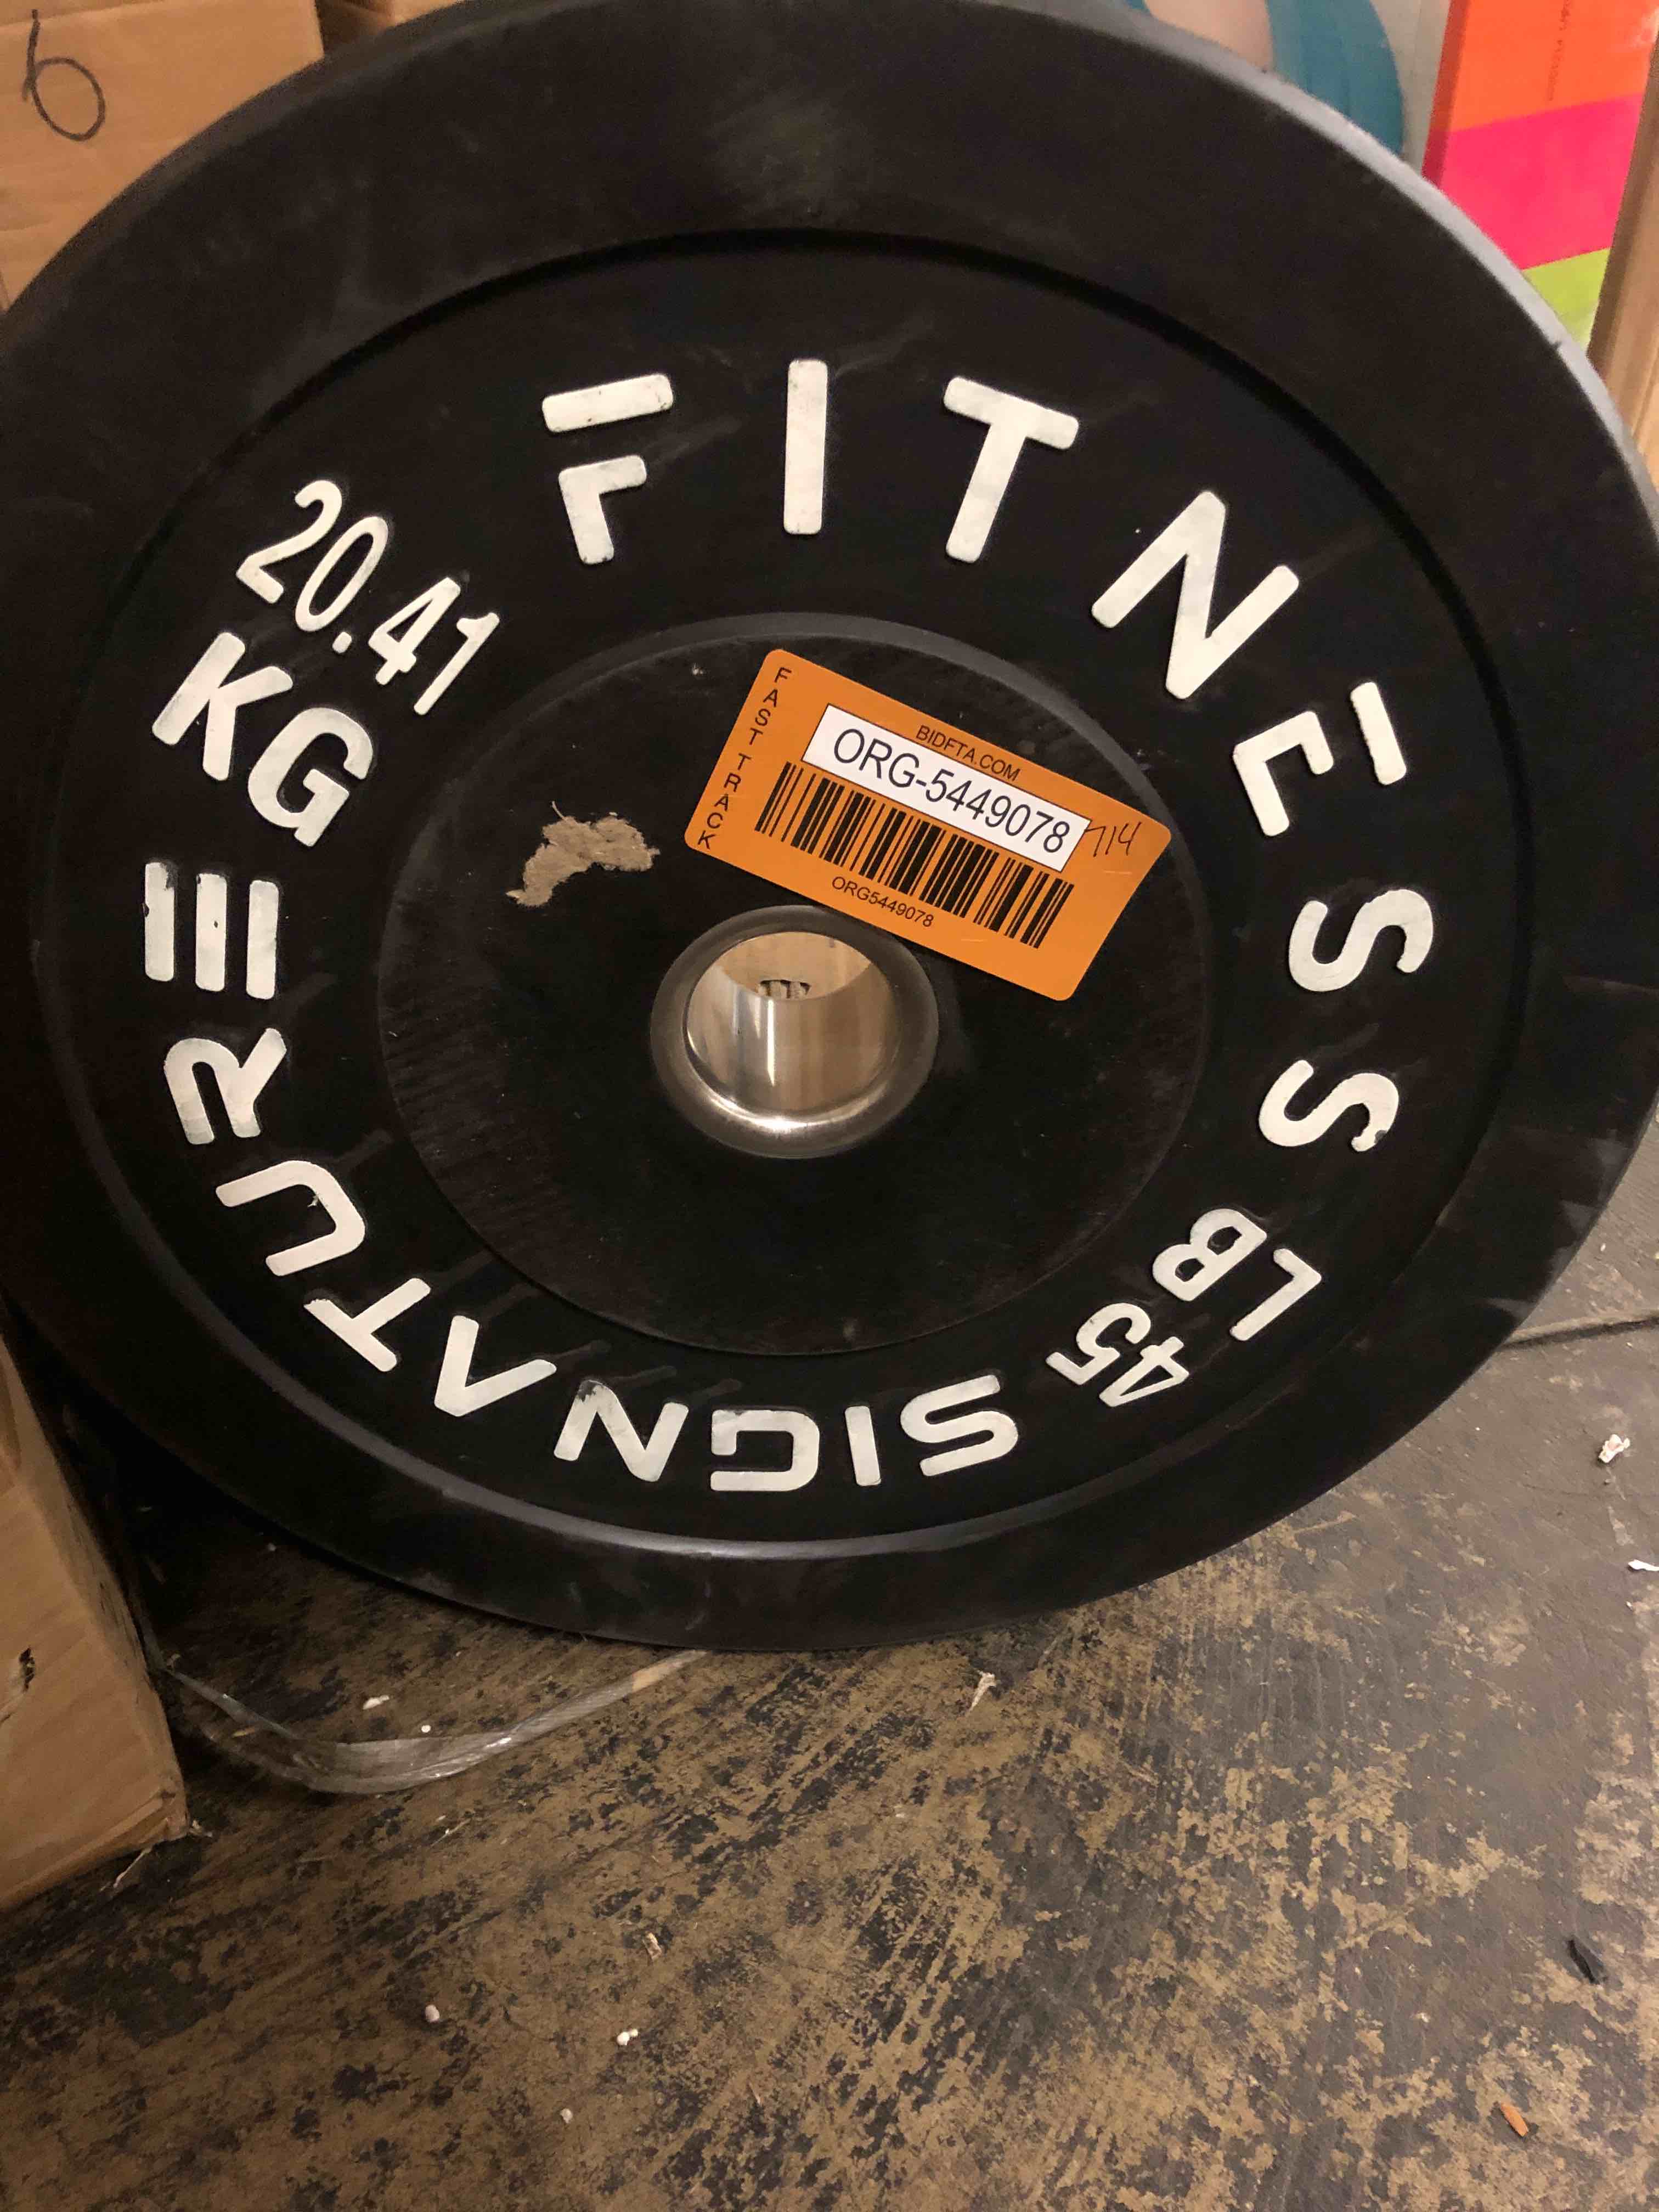 6
FITNESS
20.41
KG
FAST TRACK
BIDFTA.COM
ORG-5449078
714
ORG5449078
45
LB
SIGNATURE